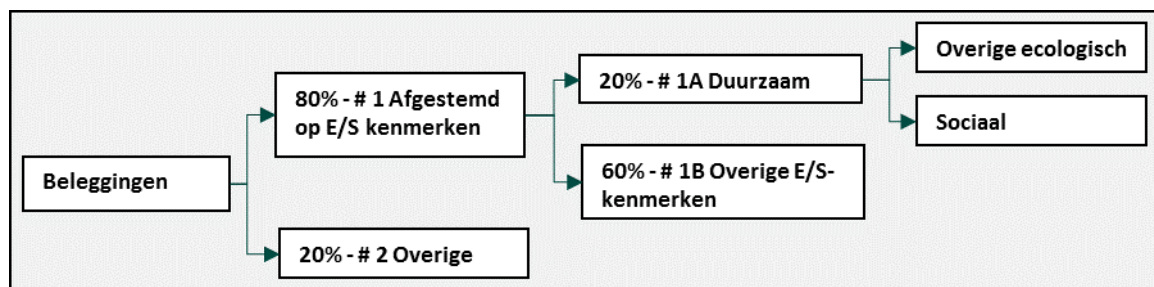 Beleggingen
80% - # 1 Afgestemd
op E/S kenmerken
20% - # 2 Overige
20% - # 1A Duurzaam
60% - # 1B Overige E/S-
kenmerken
Overige ecologisch
Sociaal